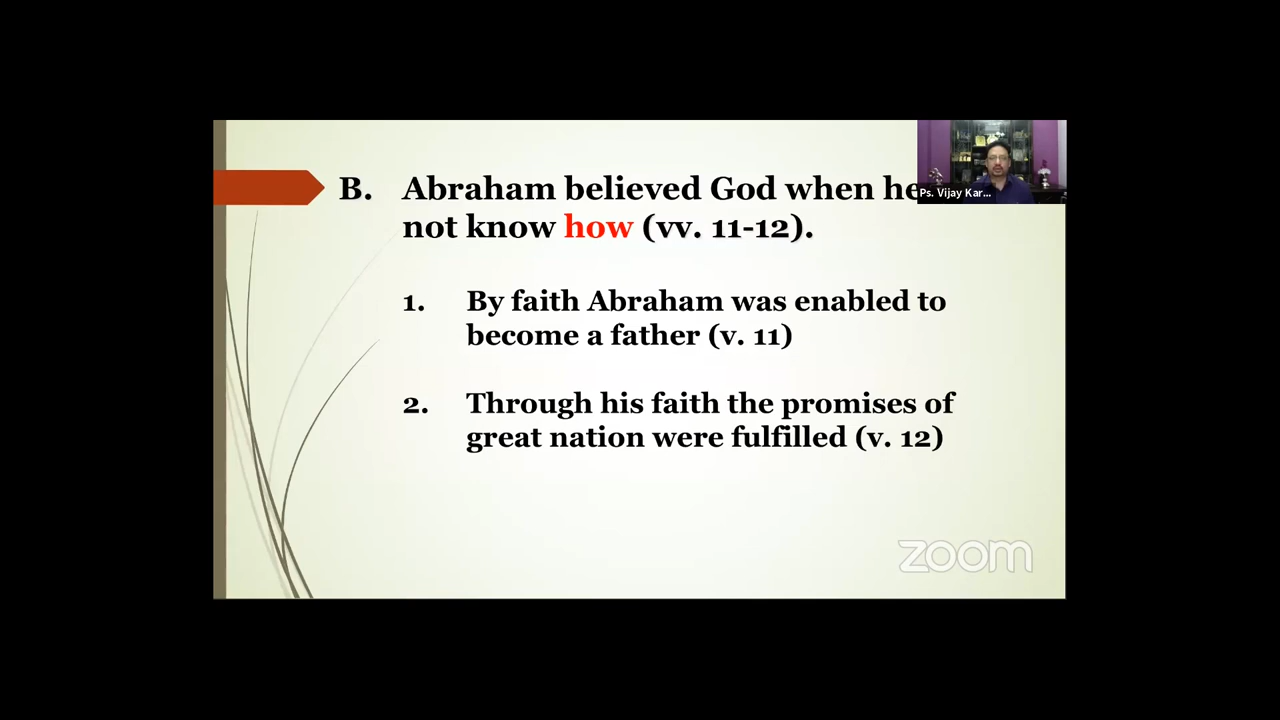 B. Abraham believed God when he
not know how (vv. 11-12).
1. By faith Abraham was enabled to
become a father (v. 11)
2. Through his faith the promises of
great nation were fulfilled (v. 12)
Ps. Vijay Kar...
zoom